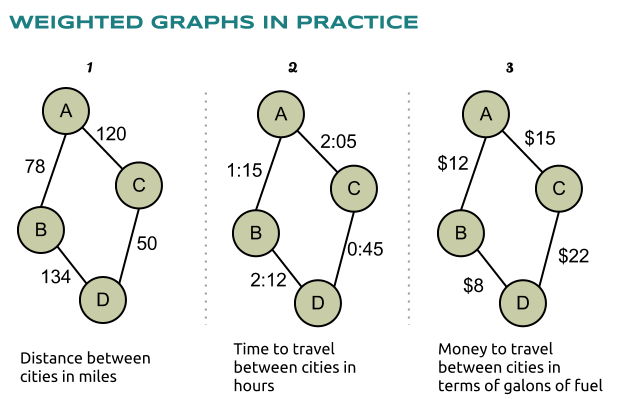 WEIGHTED GRAPHS IN PRACTICE
1
A
120
78
C
B
50
134
D
Distance between
cities in miles
2
A
2:05
1:15
C
B
0:45
2:12
D
Time to travel
between cities in
hours
3
A
$15
$12
C
B
$22
$8
D
Money to travel
between cities in
terms of galons of fuel